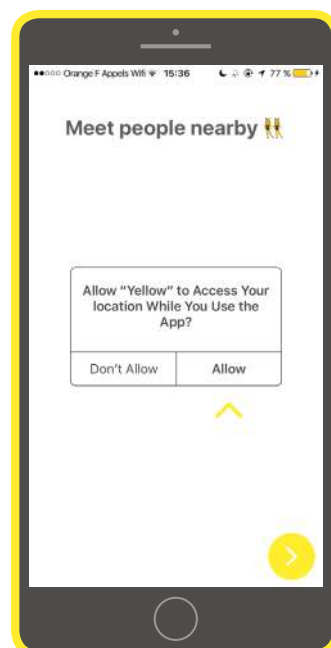 Orange F Appels Wifi 15:36 77 %
Meet people nearby 👯
Allow “Yellow” to Access Your
location While You Use the
App?
Don’t Allow Allow